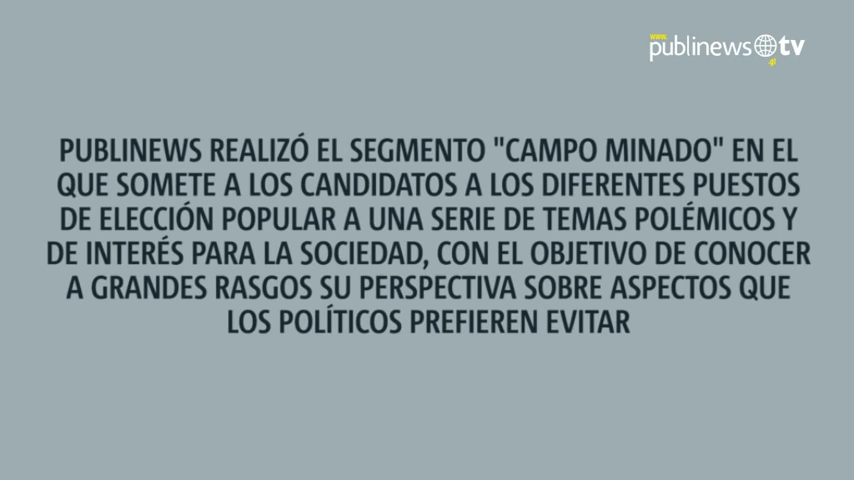 www.
publinews tv
PUBLINEWS REALIZÓ EL SEGMENTO "CAMPO MINADO" EN EL
QUE SOMETE A LOS CANDIDATOS A LOS DIFERENTES PUESTOS
DE ELECCIÓN POPULAR A UNA SERIE DE TEMAS POLÉMICOS Y
DE INTERÉS PARA LA SOCIEDAD, CON EL OBJETIVO DE CONOCER
A GRANDES RASGOS SU PERSPECTIVA SOBRE ASPECTOS QUE
LOS POLÍTICOS PREFIEREN EVITAR